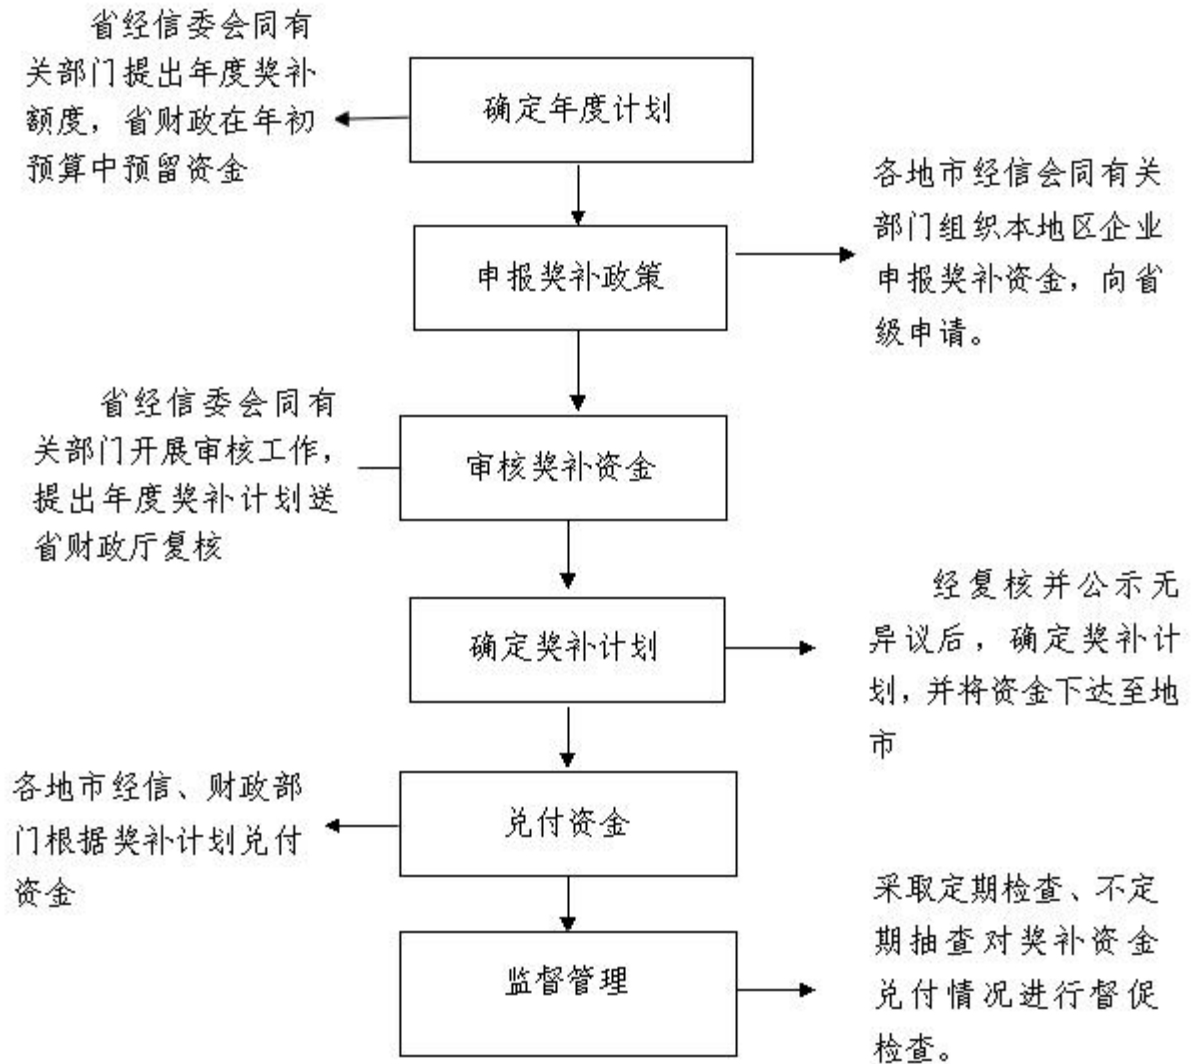 省经信委会同有
关部门提出年度奖补
额度，省财政在年初
预算中预留资金
确定年度计划
各地市经信会同有关
部门组织本地区企业
申报奖补资金，向省
级申请。
申报奖补政策
省经信委会同有
关部门开展审核工作，
提出年度奖补计划送
省财政厅复核
审核奖补资金
经复核并公示无
异议后，确定奖补计
划，并将资金下达至地
市
确定奖补计划
各地市经信、财政部
门根据奖补计划兑付
资金
兑付资金
采取定期检查、不定
期抽查对奖补资金
兑付情况进行督促
检查。
监督管理